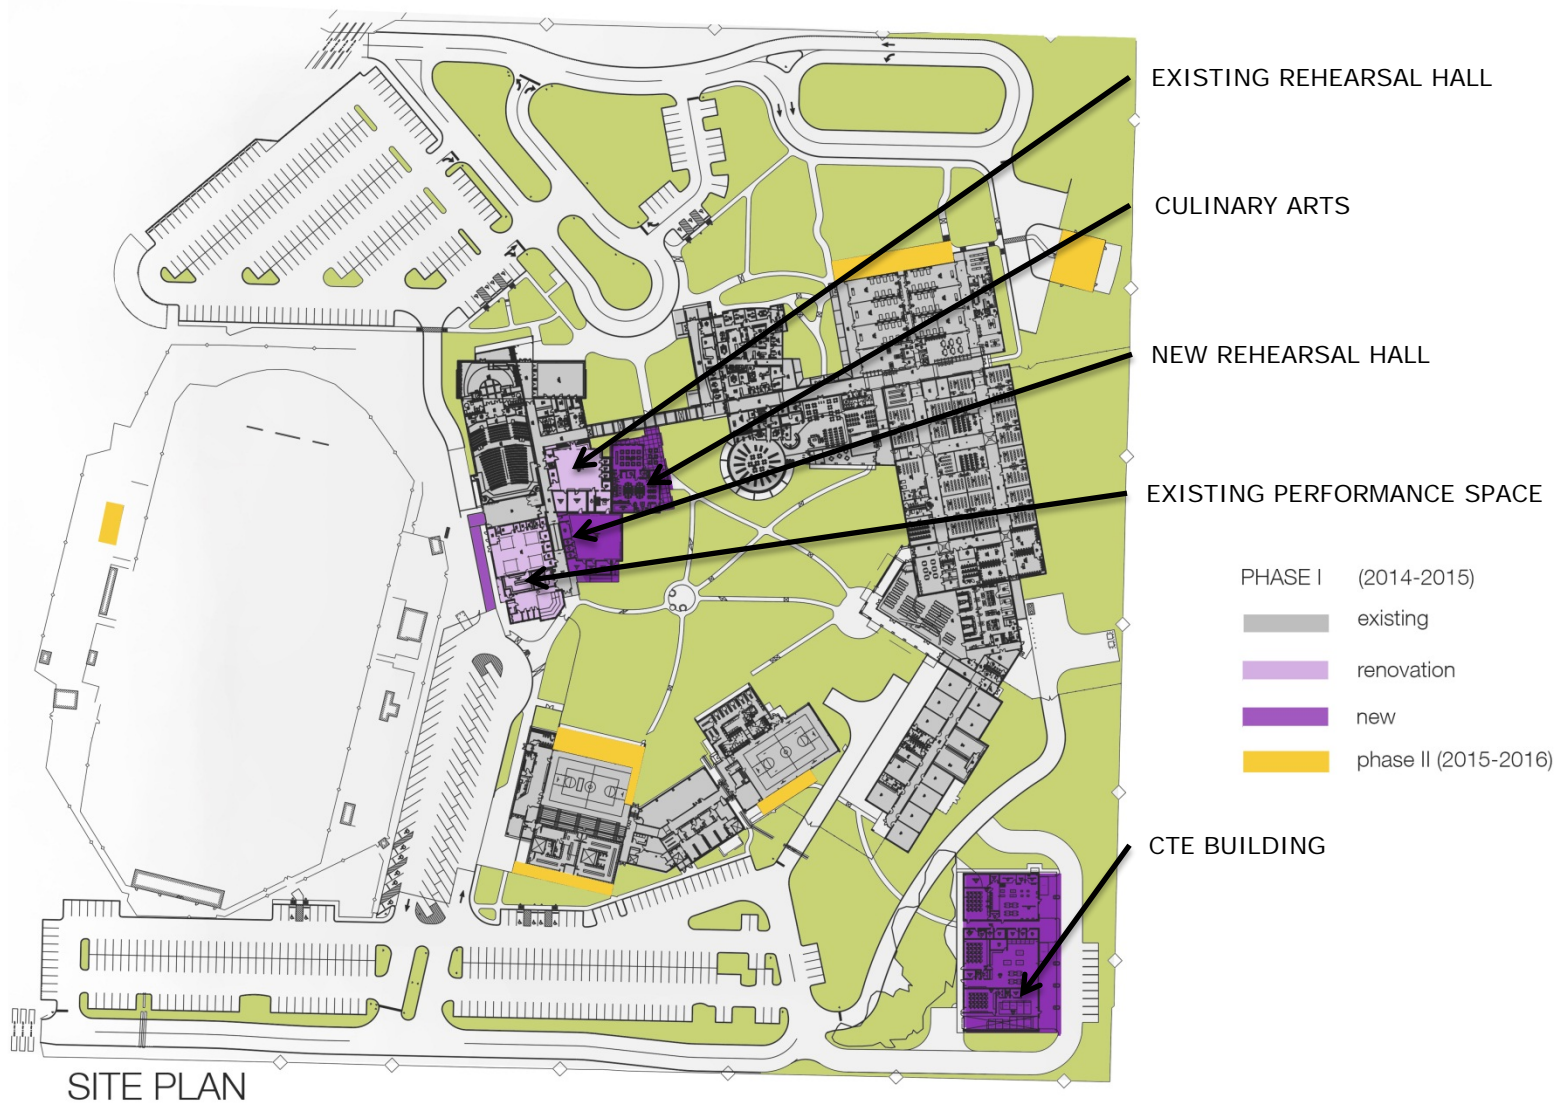 EXISTING REHEARSAL HALL
CULINARY ARTS
NEW REHEARSAL HALL
EXISTING PERFORMANCE SPACE
PHASE I (2014-2015)
existing
renovation
new
phase II (2015-2016)
CTE BUILDING
SITE PLAN